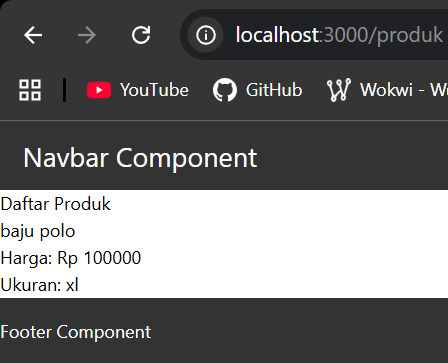 localhost:3000/produk
YouTube GitHub Wokwi - W
Navbar Component
Daftar Produk
baju polo
Harga: Rp 100000
Ukuran: xl
Footer Component